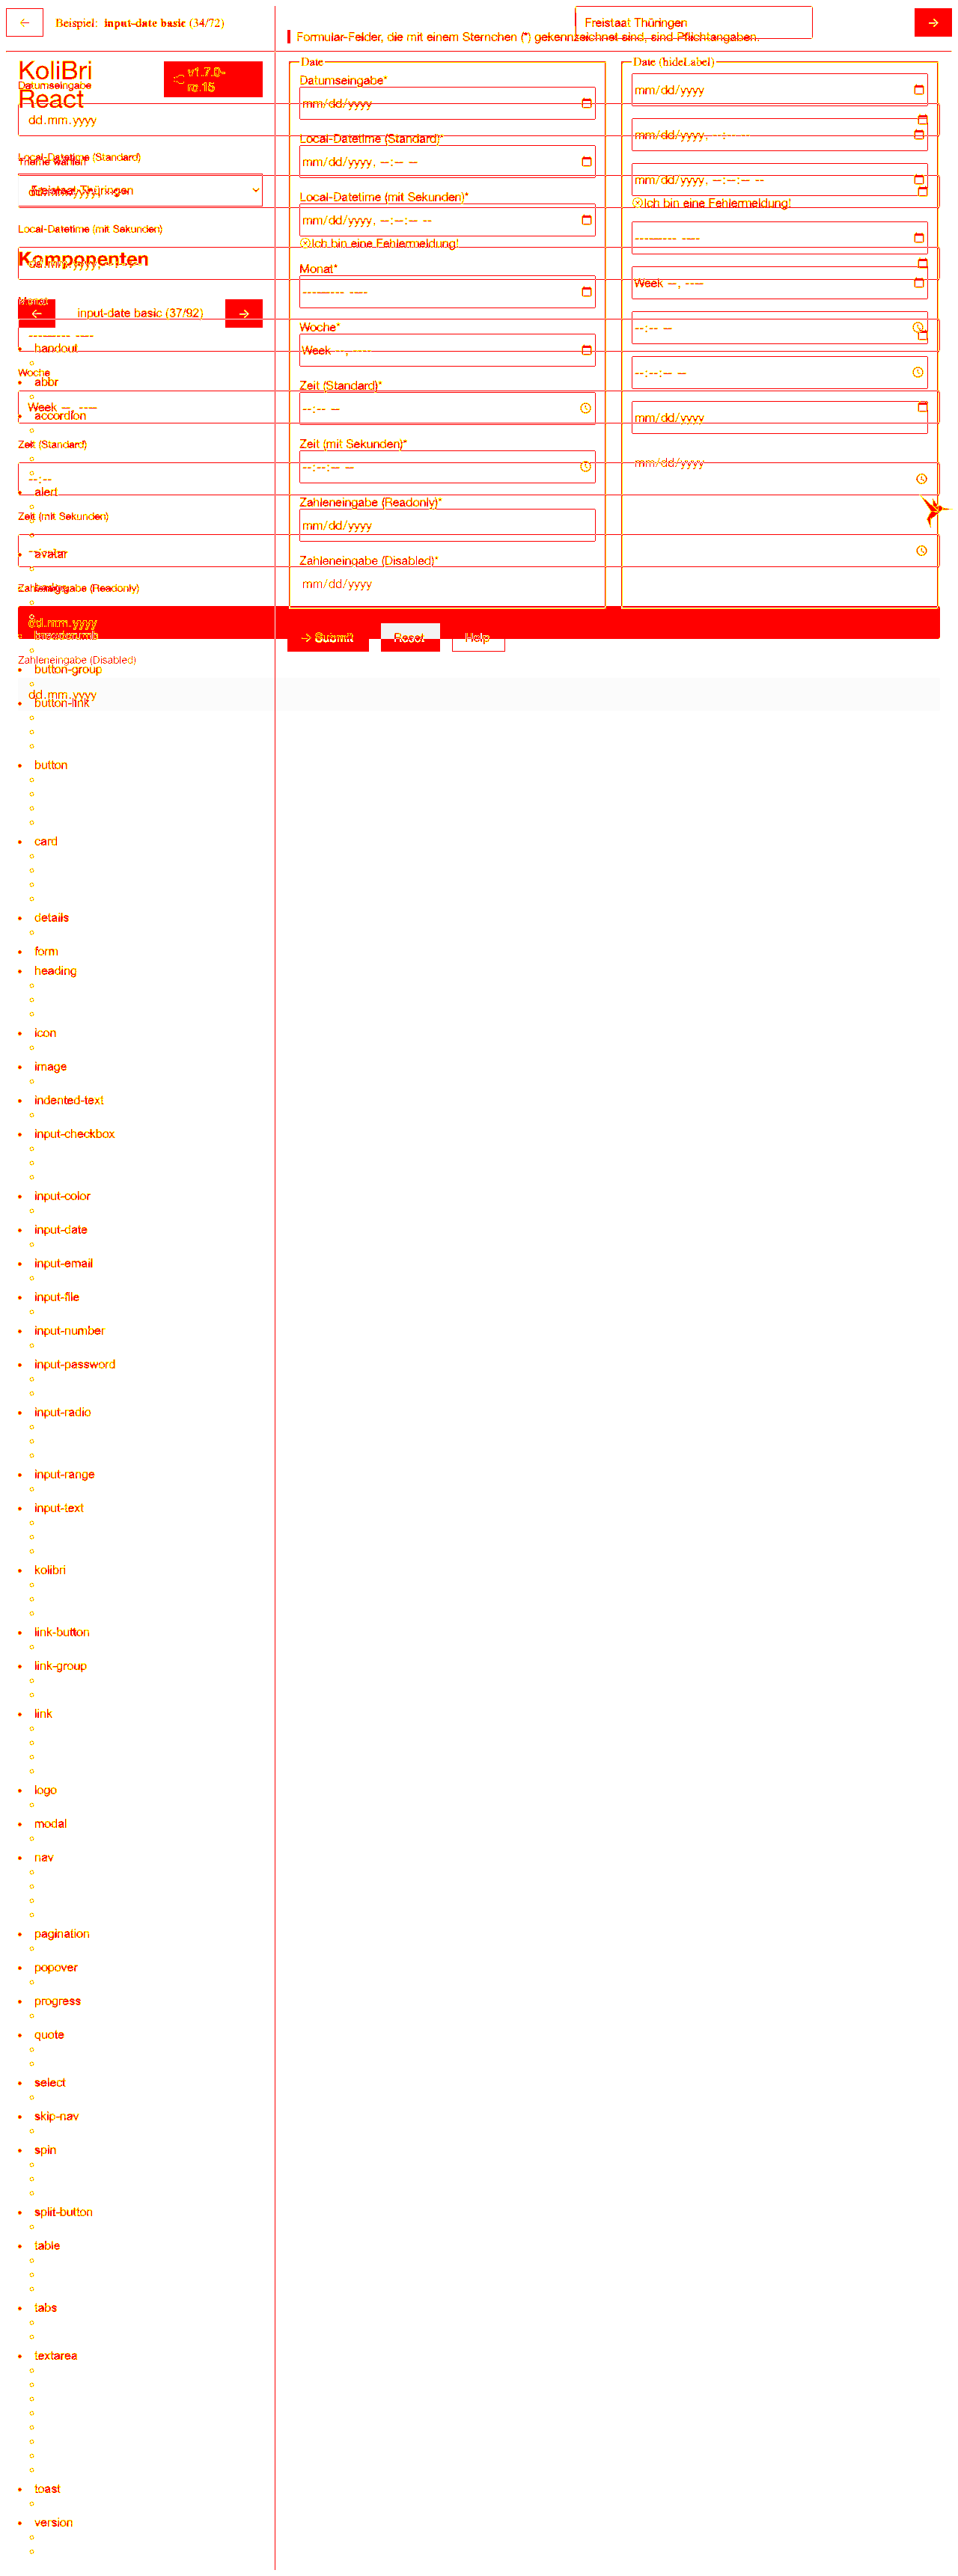 Beispiel: input-date basic (34/72)
Freistaat Thüringen
Formular-Felder, die mit einem Sternchen (*) gekennzeichnet sind, sind Pflichtangaben.
KoliBri
React
v1.7.0-
rc.15
Datumseingabe
dd.mm.yyyy
Local-Datetime (Standard)
Theme wählen
Freistaat Thüringen
Local-Datetime (mit Sekunden)
Komponenten
Monat
input-date basic (37/92)
handout
Woche
abbr
Week --, ----
accordion
Zeit (Standard)
--:--
alert
Zeit (mit Sekunden)
avatar
Zahleneingabe (Readonly)
dd.mm.yyyy
breadcrumb
Zahleneingabe (Disabled)
button-group
dd.mm.yyyy
button-link
button
card
details
form
heading
icon
image
indented-text
input-checkbox
input-color
input-date
input-email
input-file
input-number
input-password
input-radio
input-range
input-text
kolibri
link-button
link-group
link
logo
modal
nav
pagination
popover
progress
quote
select
skip-nav
spin
split-button
table
tabs
textarea
toast
version
Date
Datumseingabe*
mm/dd/yyyy
Local-Datetime (Standard)*
mm/dd/yyyy, --:-- --
Local-Datetime (mit Sekunden)*
mm/dd/yyyy, --:--:-- --
Ich bin eine Fehlermeldung!
Monat*
--------- ----
Woche*
Week --, ----
Zeit (Standard)*
--:-- --
Zeit (mit Sekunden)*
--:--:-- --
Zahleneingabe (Readonly)*
mm/dd/yyyy
Zahleneingabe (Disabled)*
mm/dd/yyyy
Submit
Reset
Help
Date (hideLabel)
mm/dd/yyyy
mm/dd/yyyy, --:-- --
mm/dd/yyyy, --:--:-- --
Ich bin eine Fehlermeldung!
--------- ----
Week --, ----
--:-- --
--:--:-- --
mm/dd/yyyy
mm/dd/yyyy